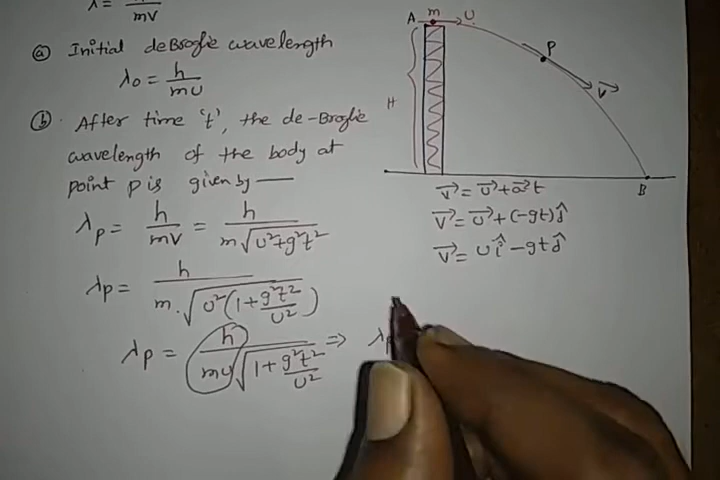 λ = h/mv
(a) Initial deBroglie wavelength
λ₀ = h/mu
(b) After time 't', the de-Broglie
wavelength of the body at
point p is given by —
λp = h/mv = h/m√(u²+g²t²)
λp = h/m.√(u²(1+g²t²/u²))
λp = h/mu√(1+g²t²/u²) ⇒ λp
A m u
P
v⃗
H
B
v⃗ = u⃗ + a⃗t
v⃗ = u⃗ + (-gt)ĵ
v⃗ = uî - gtĵ